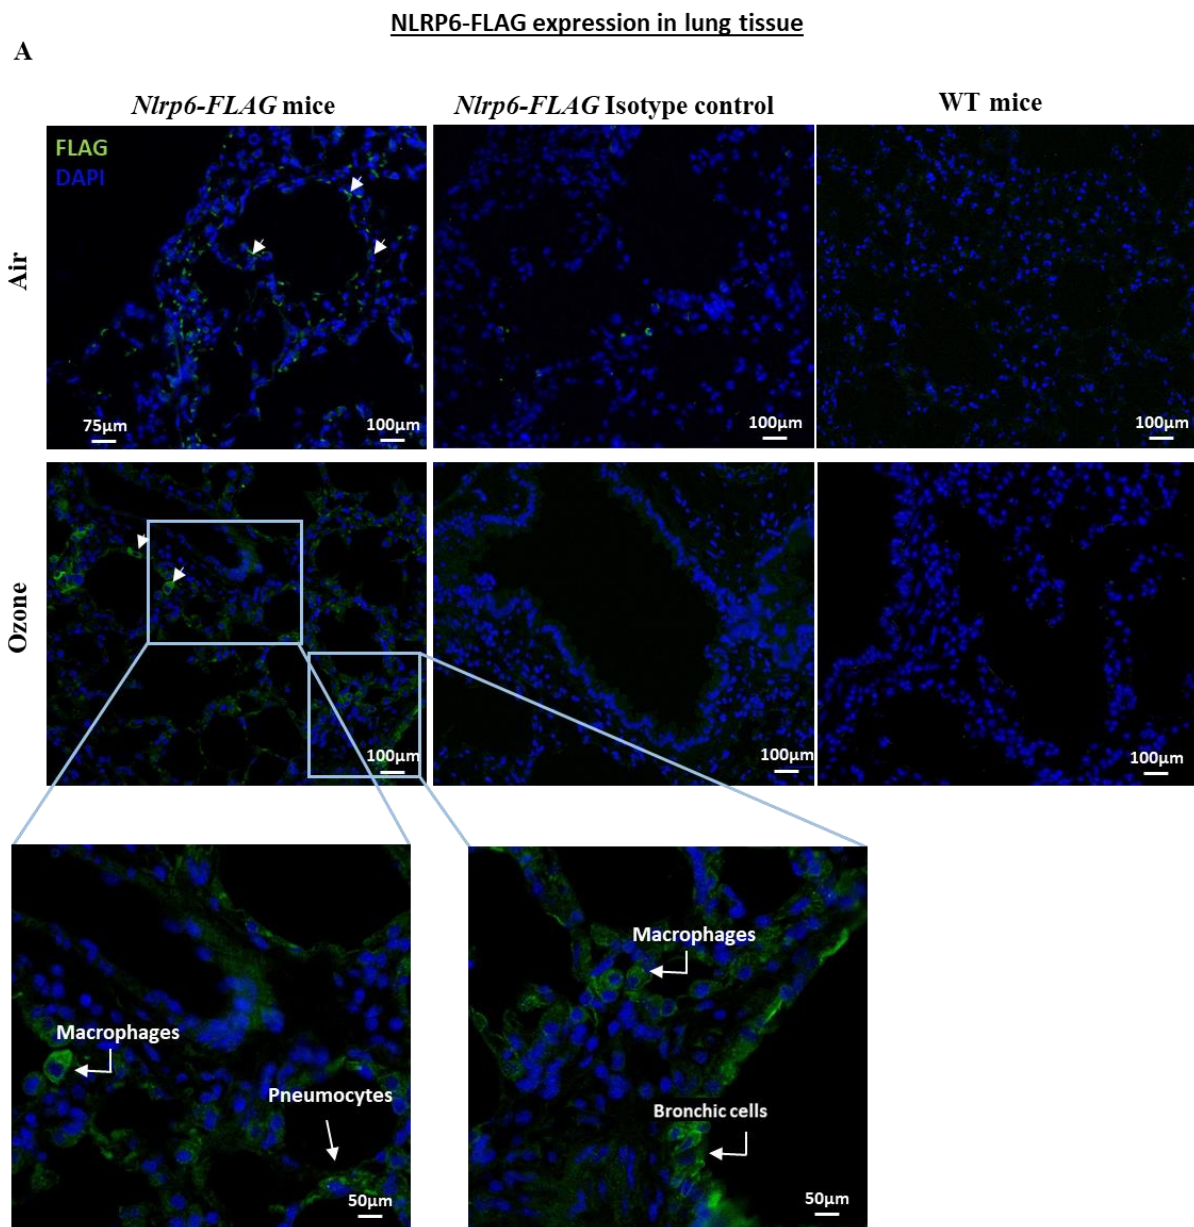 NLRP6-FLAG expression in lung tissue
A
Nlrp6-FLAG mice
Nlrp6-FLAG Isotype control
WT mice
FLAG
DAPI
Air
75μm
100μm
100μm
100μm
Ozone
100μm
100μm
100μm
Macrophages
Pneumocytes
50μm
Macrophages
Bronchic cells
50μm